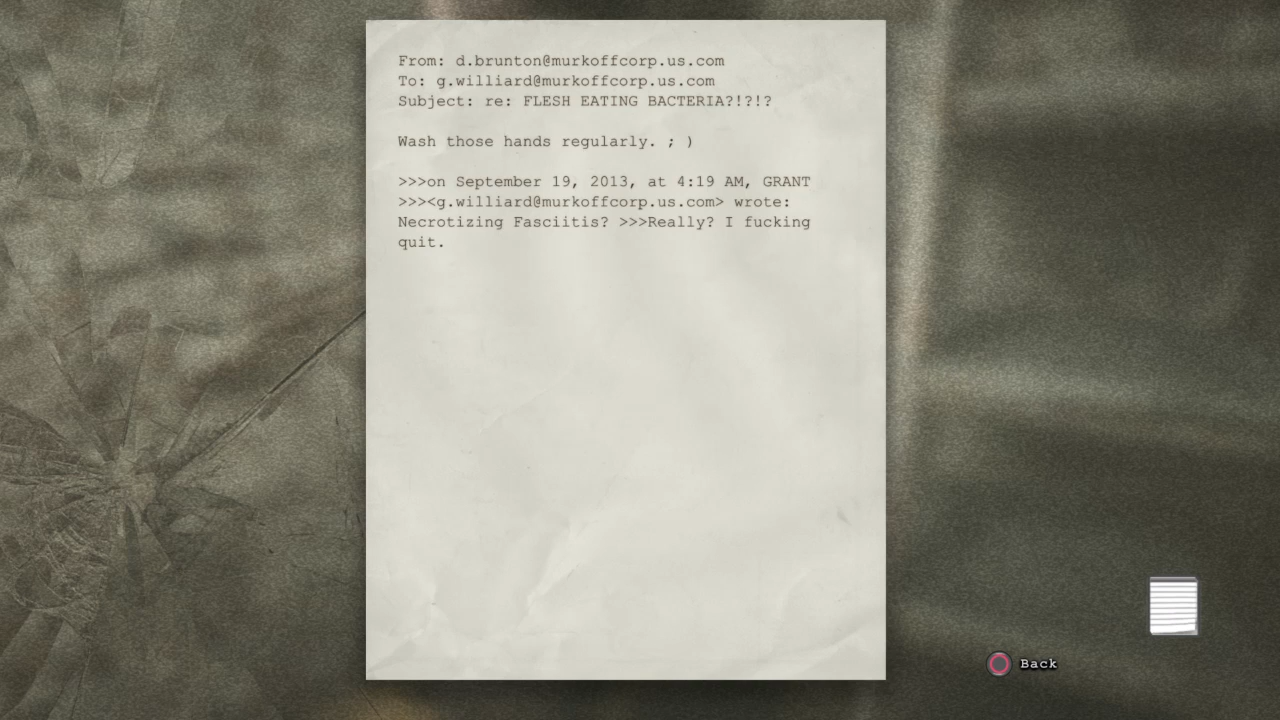 From: d.brunton@murkoffcorp.us.com
To: g.williard@murkoffcorp.us.com
Subject: re: FLESH EATING BACTERIA?!?!?
Wash those hands regularly. ; )
>>>on September 19, 2013, at 4:19 AM, GRANT
>>><g.williard@murkoffcorp.us.com> wrote:
Necrotizing Fasciitis? >>>Really? I fucking
quit.
Back